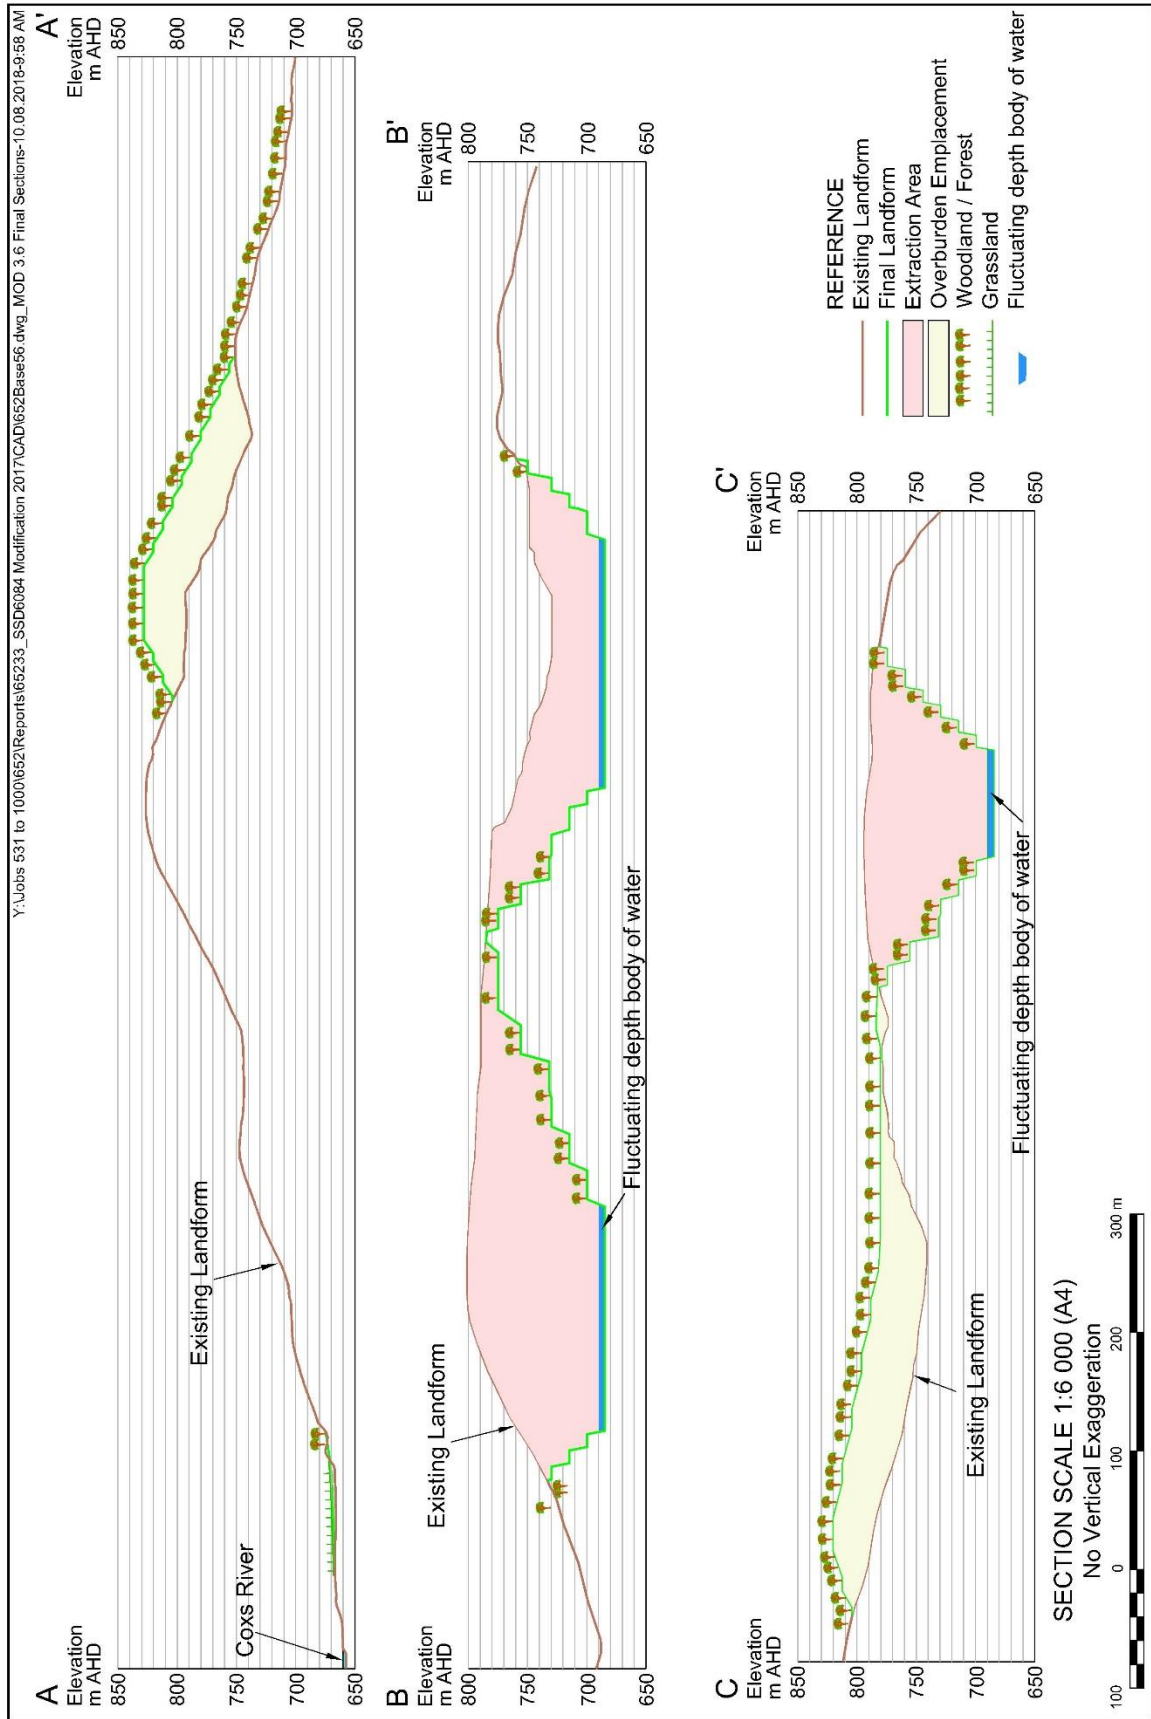 Y:\Jobs 531 to 1000\652\Reports\65233_SSD6084 Modification 2017\CAD\652Base56.dwg_MOD 3.6 Final Sections-10.08.2018-9:58 AM
A
A'
Elevation
m AHD
Elevation
m AHD
850
800
750
700
650
850
800
750
700
650
Coxs River
Existing Landform
B
B'
Elevation
m AHD
Elevation
m AHD
800
750
700
650
800
750
700
650
Existing Landform
Fluctuating depth body of water
C
C'
Elevation
m AHD
Elevation
m AHD
850
800
750
700
650
850
800
750
700
650
Existing Landform
Fluctuating depth body of water
REFERENCE
Existing Landform
Final Landform
Extraction Area
Overburden Emplacement
Woodland / Forest
Grassland
Fluctuating depth body of water
SECTION SCALE 1:6 000 (A4)
No Vertical Exaggeration
100 0 100 200 300 m